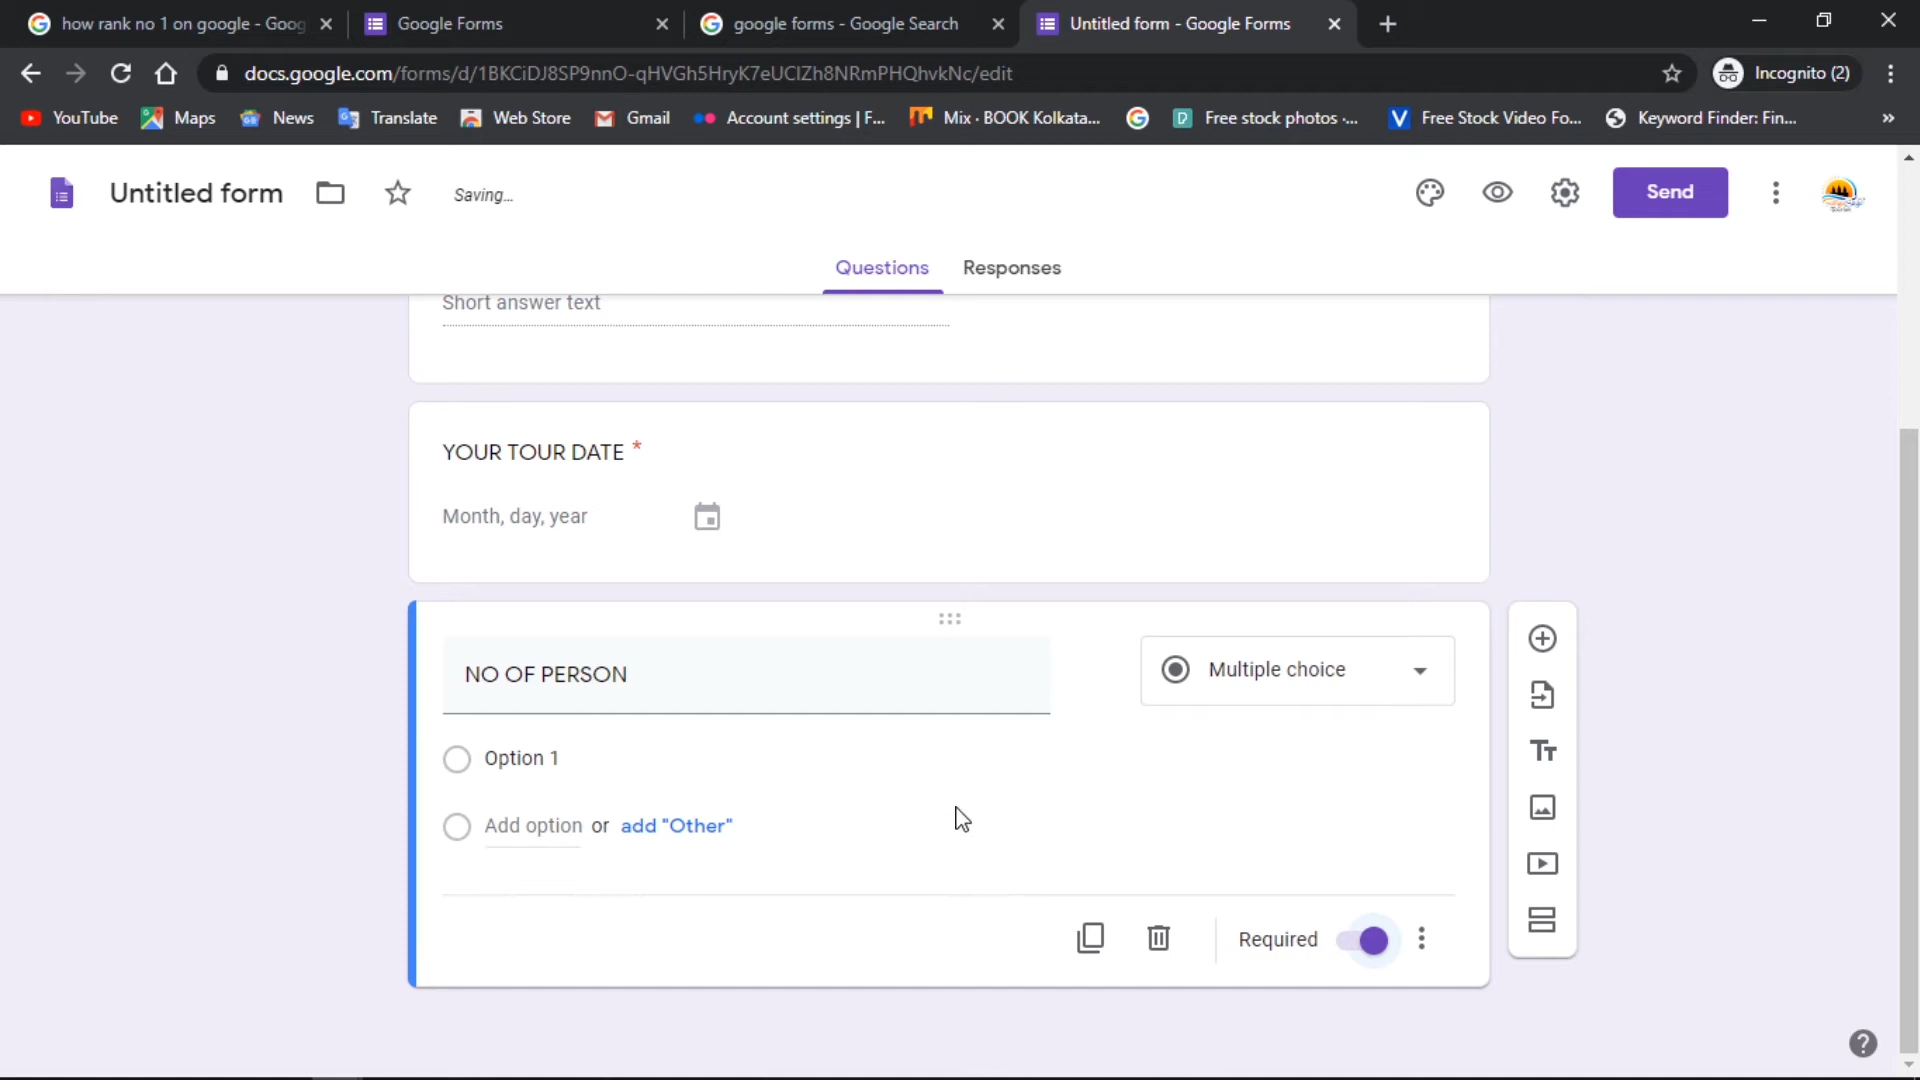 how rank no 1 on google - Goog
Google Forms
google forms - Google Search
Untitled form - Google Forms
docs.google.com/forms/d/1BKCiDJ8SP9nnO-qHVGh5HryK7eUCIZh8NRmPHQhvkNc/edit
Incognito (2)
YouTube
Maps
News
Translate
Web Store
Gmail
Account settings | F...
Mix · BOOK Kolkata...
Free stock photos ·...
Free Stock Video Fo...
Keyword Finder: Fin...
»
Untitled form
Saving...
Send
Questions
Responses
Short answer text
YOUR TOUR DATE *
Month, day, year
NO OF PERSON
Multiple choice
Option 1
Add option or add "Other"
Required